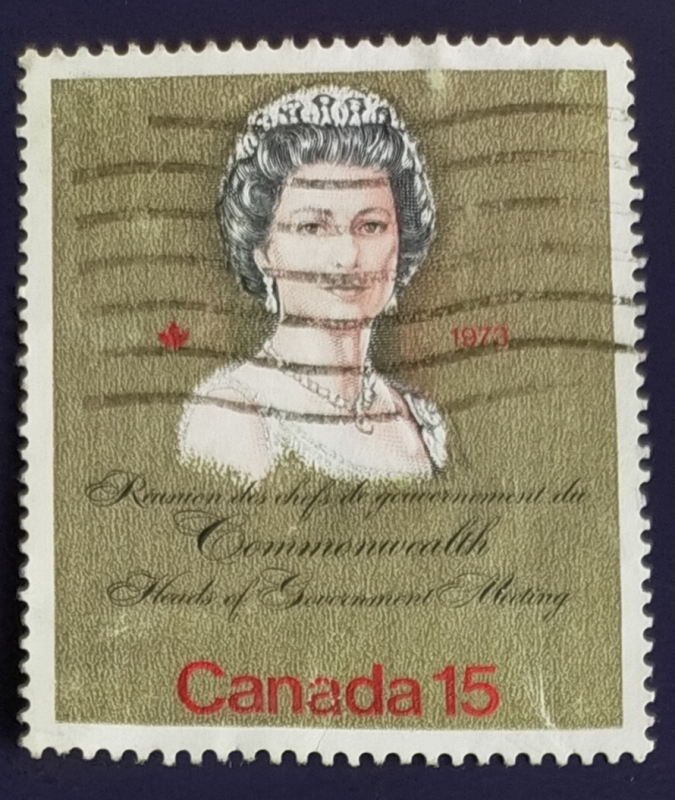 1973
Réunion des chefs de gouvernement du
Commonwealth
Heads of Government Meeting
Canada 15